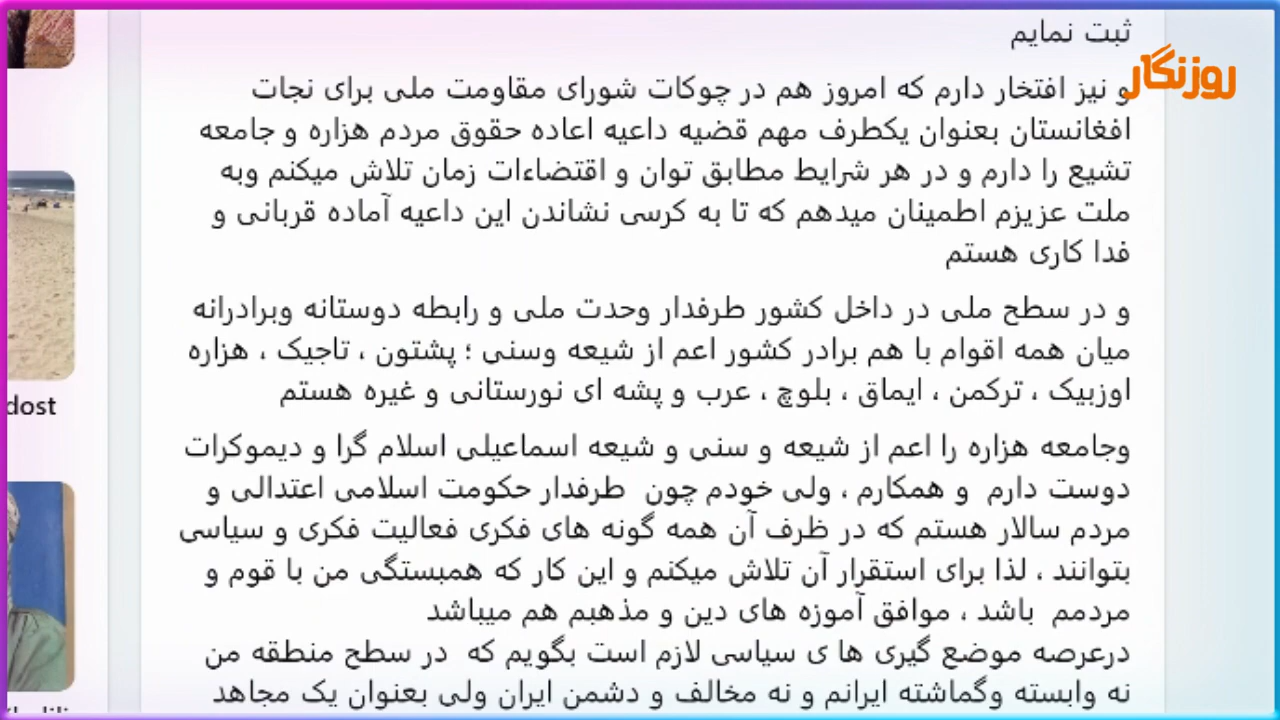 ثبت نمایم
روزنگار
و نیز افتخار دارم که امروز هم در چوکات شورای مقاومت ملی برای نجات
افغانستان بعنوان یکطرف مهم قضیه داعیه اعاده حقوق مردم هزاره و جامعه
تشیع را دارم و در هر شرایط مطابق توان و اقتضاءات زمان تلاش میکنم وبه
ملت عزیزم اطمینان میدهم که تا به کرسی نشاندن این داعیه آماده قربانی و
فدا کاری هستم
و در سطح ملی در داخل کشور طرفدار وحدت ملی و رابطه دوستانه وبرادرانه
میان همه اقوام با هم برادر کشور اعم از شیعه وسنی ؛ پشتون ، تاجیک ، هزاره
اوزبیک ، ترکمن ، ایماق ، بلوچ ، عرب و پشه ای نورستانی و غیره هستم
dost
وجامعه هزاره را اعم از شیعه و سنی و شیعه اسماعیلی اسلام گرا و دیموکرات
دوست دارم و همکارم ، ولی خودم چون طرفدار حکومت اسلامی اعتدالی و
مردم سالار هستم که در ظرف آن همه گونه های فکری فعالیت فکری و سیاسی
بتوانند ، لذا برای استقرار آن تلاش میکنم و این کار که همبستگی من با قوم و
مردمم باشد ، موافق آموزه های دین و مذهبم هم میباشد
درعرصه موضع گیری ها ی سیاسی لازم است بگویم که در سطح منطقه من
نه وابسته وگماشته ایرانم و نه مخالف و دشمن ایران ولی بعنوان یک مجاهد